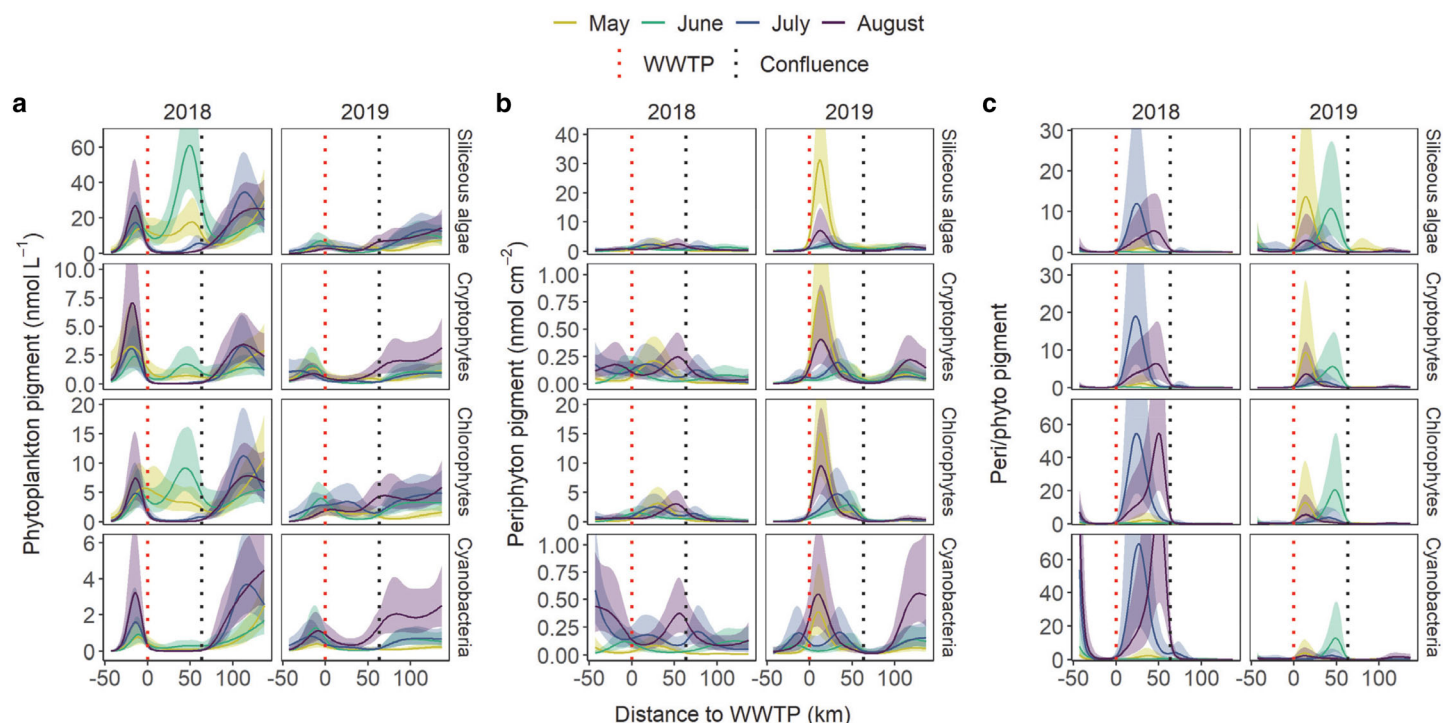 May June July August
WWTP Confluence
a
2018 2019
Phytoplankton pigment (nmol L⁻¹)
60
40
20
0
Siliceous algae
10.0
7.5
5.0
2.5
0.0
Cryptophytes
20
15
10
5
0
Chlorophytes
6
4
2
0
Cyanobacteria
-50 0 50 100 0 50 100
b
2018 2019
Periphyton pigment (nmol cm⁻²)
40
30
20
10
0
Siliceous algae
1.00
0.75
0.50
0.25
0.00
Cryptophytes
20
15
10
5
0
Chlorophytes
1.00
0.75
0.50
0.25
0.00
Cyanobacteria
-50 0 50 100 0 50 100
c
2018 2019
Peri/phyto pigment
30
20
10
0
Siliceous algae
30
20
10
0
Cryptophytes
60
40
20
0
Chlorophytes
60
40
20
0
Cyanobacteria
-50 0 50 100 0 50 100
Distance to WWTP (km)